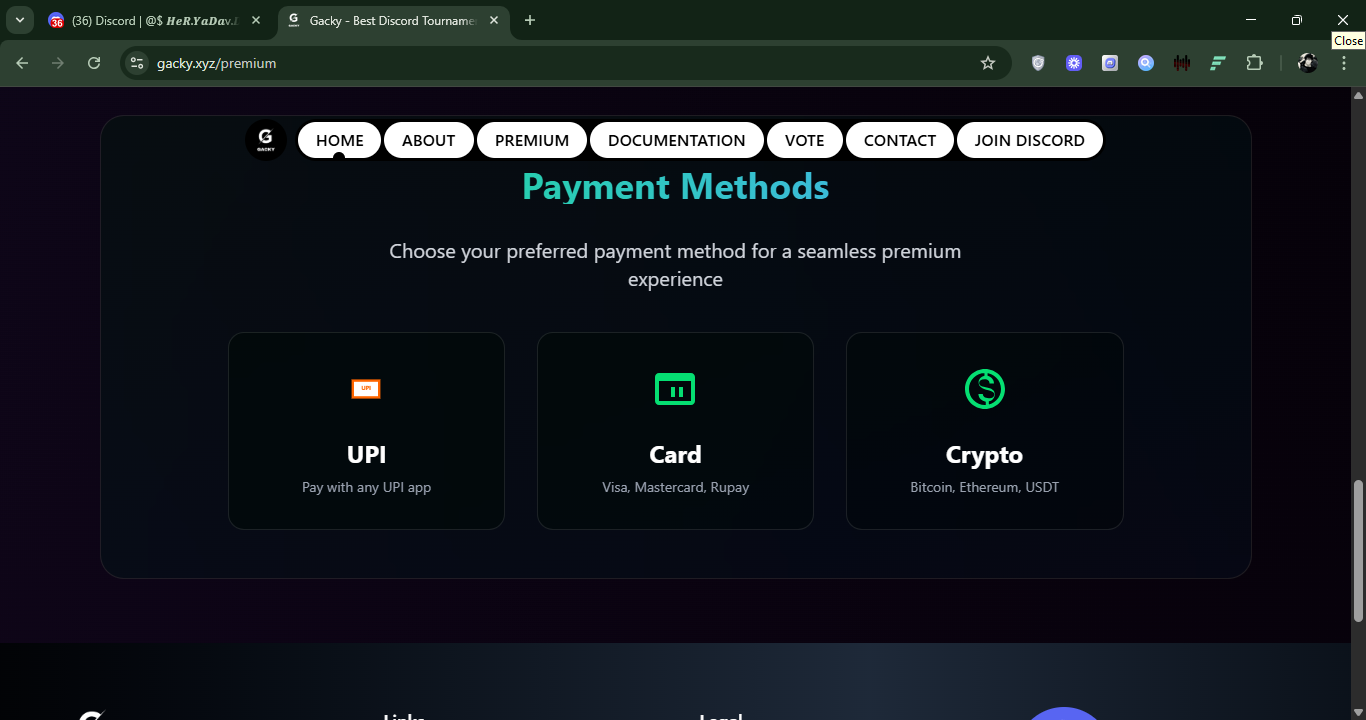 (36) Discord | @$ HeR.YaDav.
Gacky - Best Discord Tourname
Close
gacky.xyz/premium
GACKY
HOME
ABOUT
PREMIUM
DOCUMENTATION
VOTE
CONTACT
JOIN DISCORD
Payment Methods
Choose your preferred payment method for a seamless premium
experience
UPI
UPI
Pay with any UPI app
Card
Visa, Mastercard, Rupay
Crypto
Bitcoin, Ethereum, USDT
Links
Legal